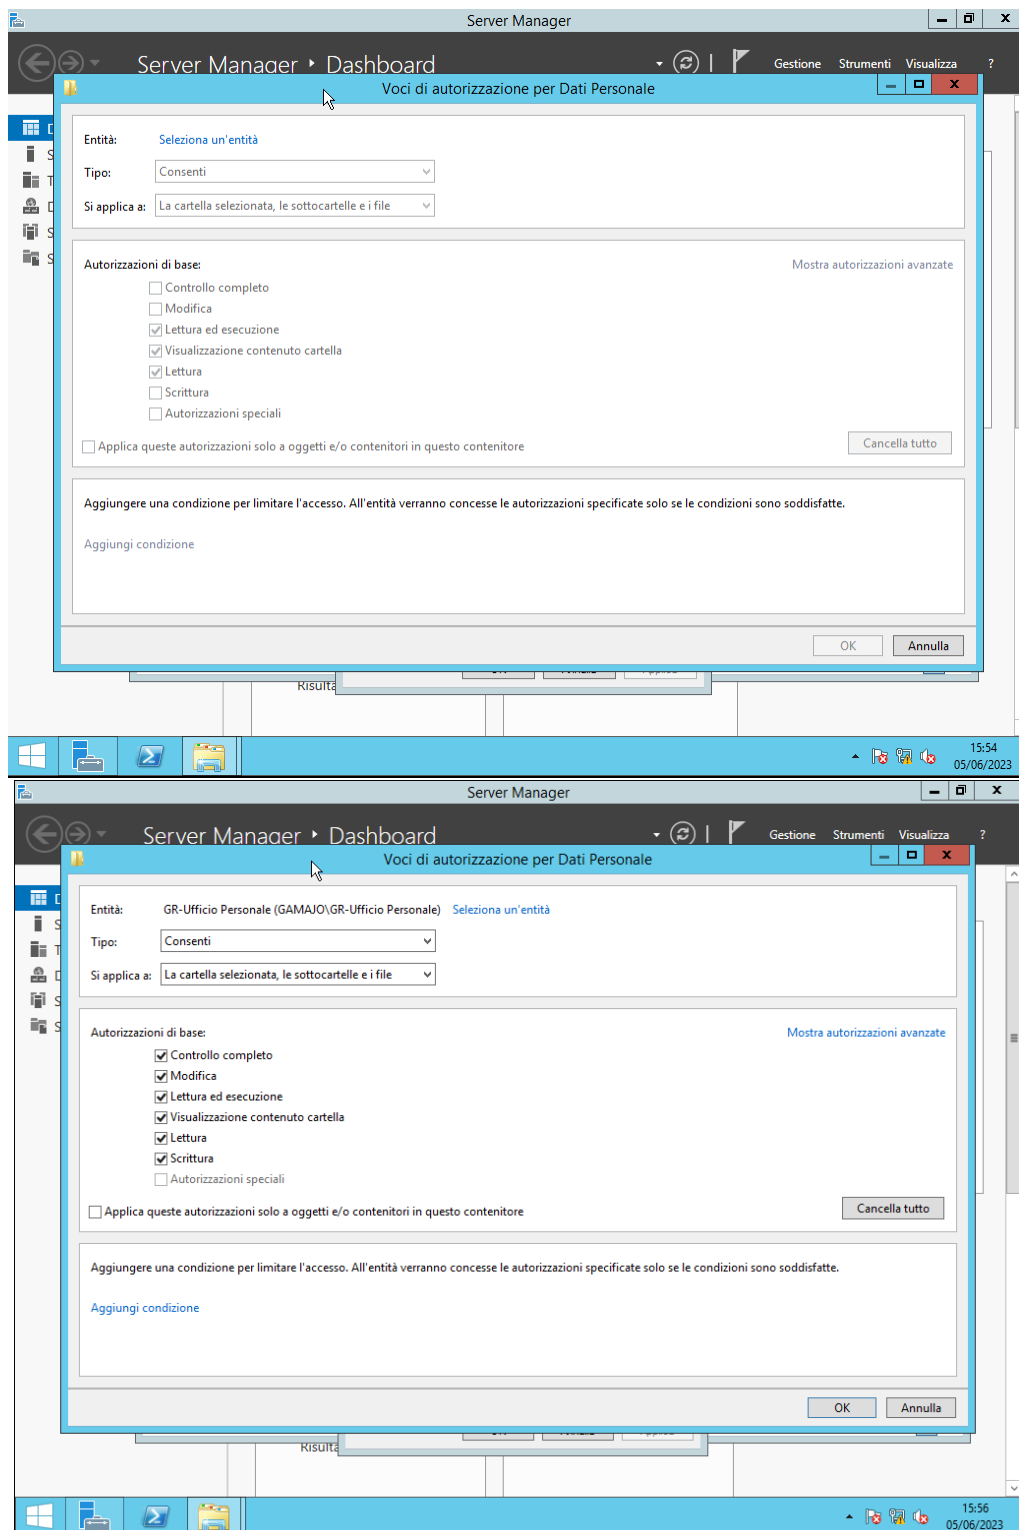 Server Manager
Server Manager ‣ Dashboard
Gestione Strumenti Visualizza ?
Voci di autorizzazione per Dati Personale
Entità: Seleziona un'entità
Tipo: Consenti
Si applica a: La cartella selezionata, le sottocartelle e i file
Autorizzazioni di base: Mostra autorizzazioni avanzate
Controllo completo
Modifica
Lettura ed esecuzione
Visualizzazione contenuto cartella
Lettura
Scrittura
Autorizzazioni speciali
Applica queste autorizzazioni solo a oggetti e/o contenitori in questo contenitore
Cancella tutto
Aggiungere una condizione per limitare l'accesso. All'entità verranno concesse le autorizzazioni specificate solo se le condizioni sono soddisfatte.
Aggiungi condizione
OK Annulla
Risulta
15:54
05/06/2023
Server Manager
Server Manager ‣ Dashboard
Gestione Strumenti Visualizza ?
Voci di autorizzazione per Dati Personale
Entità: GR-Ufficio Personale (GAMAJO\GR-Ufficio Personale) Seleziona un'entità
Tipo: Consenti
Si applica a: La cartella selezionata, le sottocartelle e i file
Autorizzazioni di base: Mostra autorizzazioni avanzate
Controllo completo
Modifica
Lettura ed esecuzione
Visualizzazione contenuto cartella
Lettura
Scrittura
Autorizzazioni speciali
Applica queste autorizzazioni solo a oggetti e/o contenitori in questo contenitore
Cancella tutto
Aggiungere una condizione per limitare l'accesso. All'entità verranno concesse le autorizzazioni specificate solo se le condizioni sono soddisfatte.
Aggiungi condizione
OK Annulla
Risulta
15:56
05/06/2023